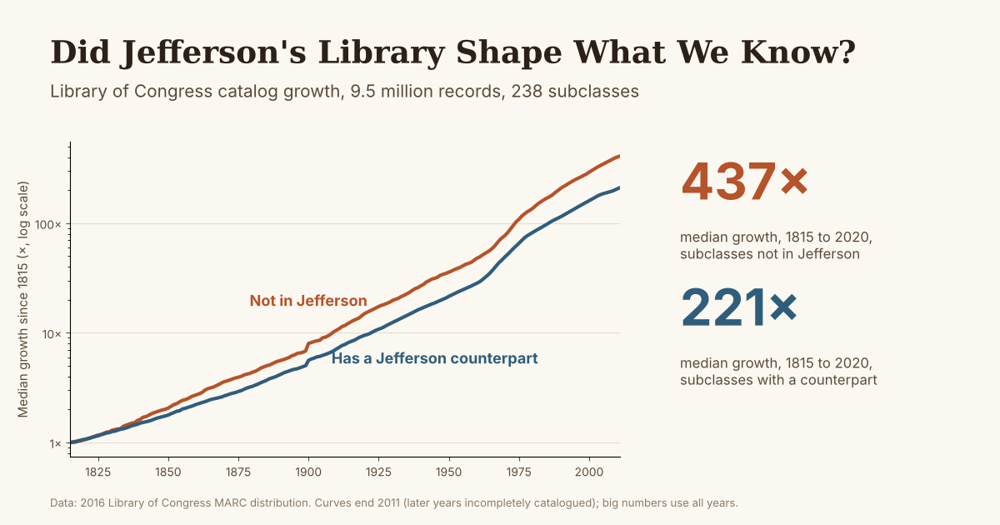 Did Jefferson's Library Shape What We Know?
Library of Congress catalog growth, 9.5 million records, 238 subclasses
Median growth since 1815 (×, log scale)
100×
10×
1×
Not in Jefferson
Has a Jefferson counterpart
1825 1850 1875 1900 1925 1950 1975 2000
437×
median growth, 1815 to 2020,
subclasses not in Jefferson
221×
median growth, 1815 to 2020,
subclasses with a counterpart
Data: 2016 Library of Congress MARC distribution. Curves end 2011 (later years incompletely catalogued); big numbers use all years.